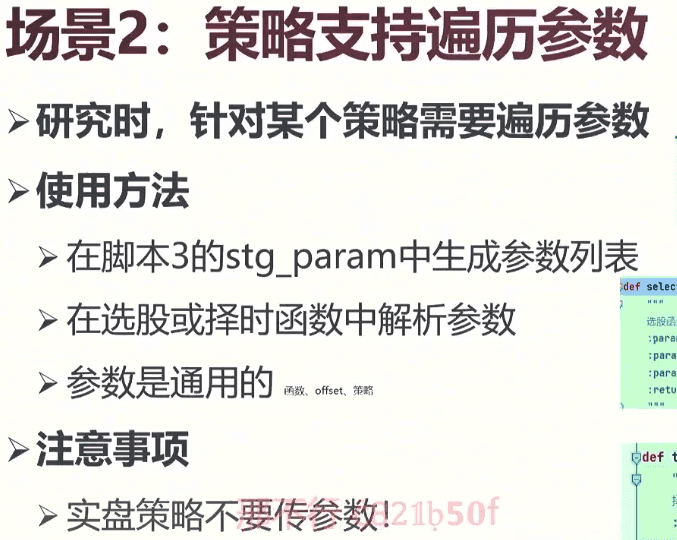 场景2：策略支持遍历参数
研究时，针对某个策略需要遍历参数
使用方法
在脚本3的stg_param中生成参数列表
在选股或择时函数中解析参数
参数是通用的 函数、offset、策略
注意事项
实盘策略不要传参数！
def selec
"""
选股函
:para
:para
:para
:retu
"""
def t